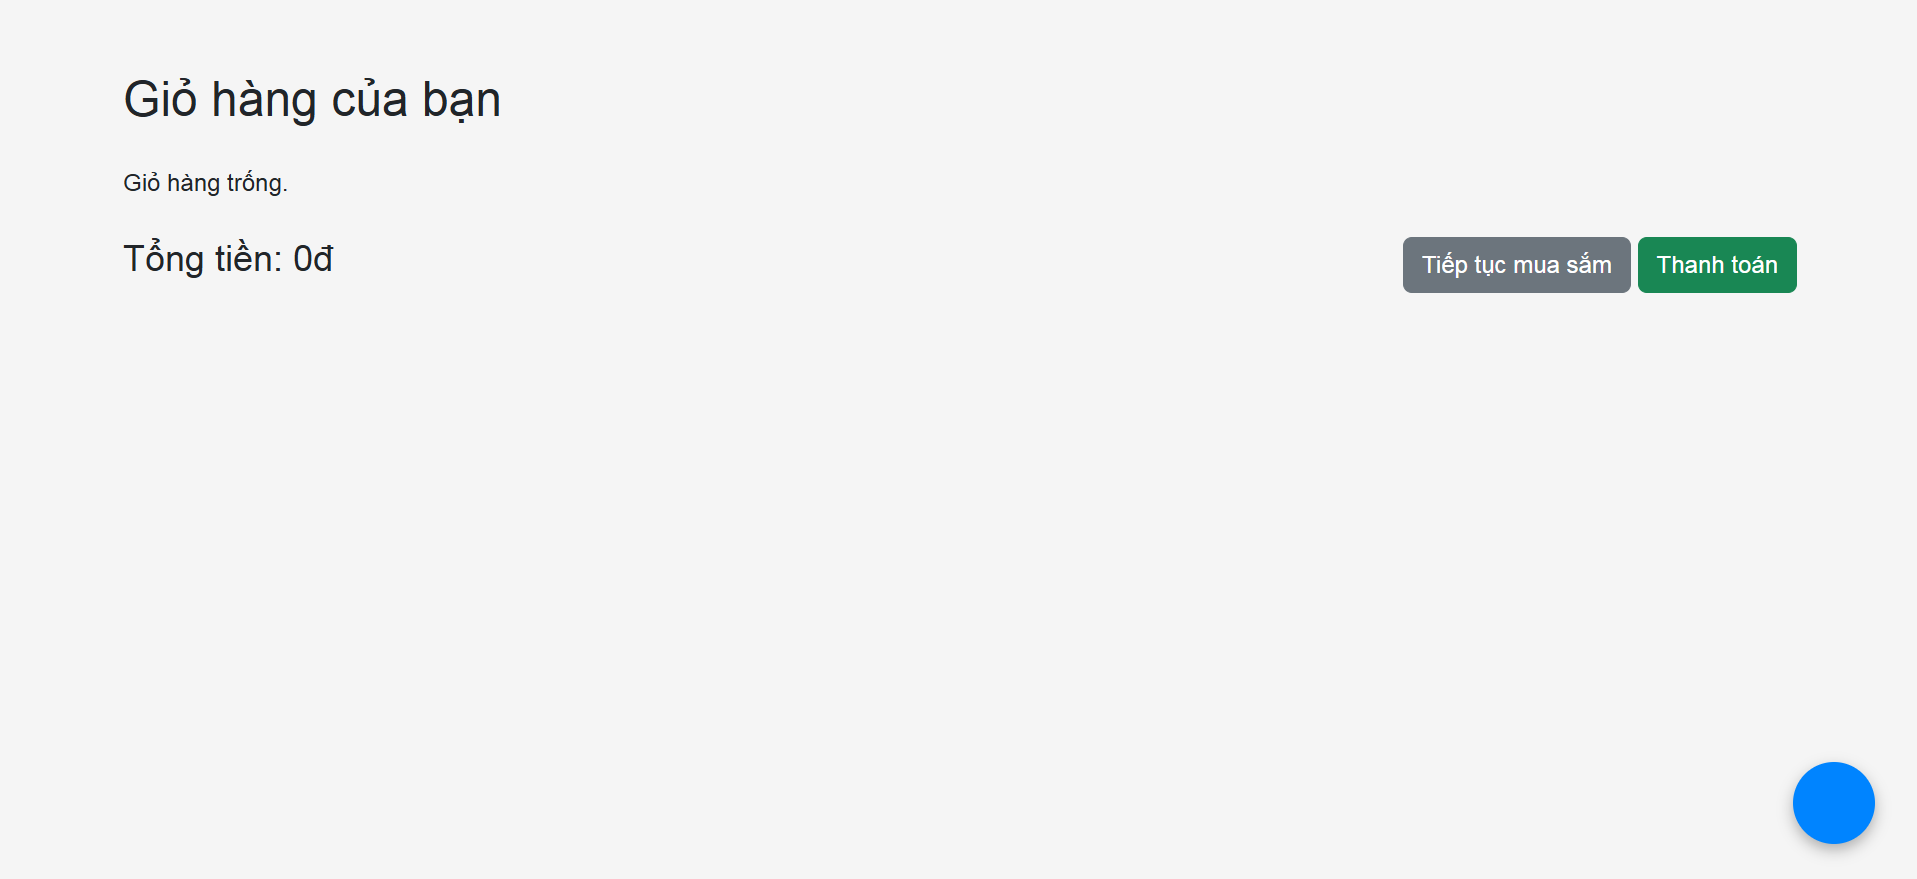 Giỏ hàng của bạn
Giỏ hàng trống.
Tổng tiền: 0đ
Tiếp tục mua sắm
Thanh toán